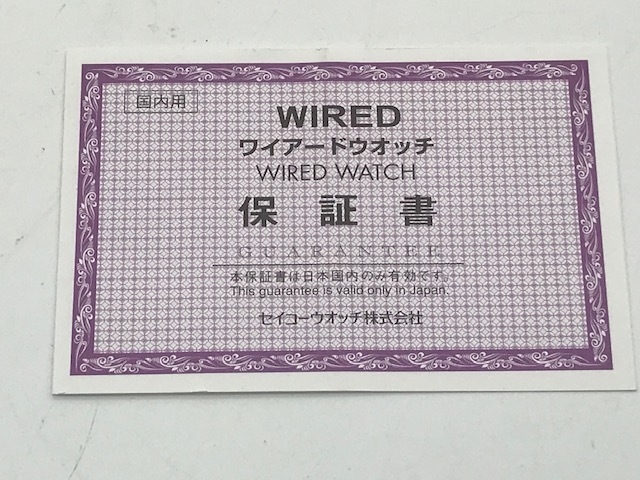 国内用
WIRED
ワイアードウオッチ
WIRED WATCH
保証書
GUARANTEE
本保証書は日本国内のみ有効です。
This guarantee is valid only in Japan.
セイコーウオッチ株式会社